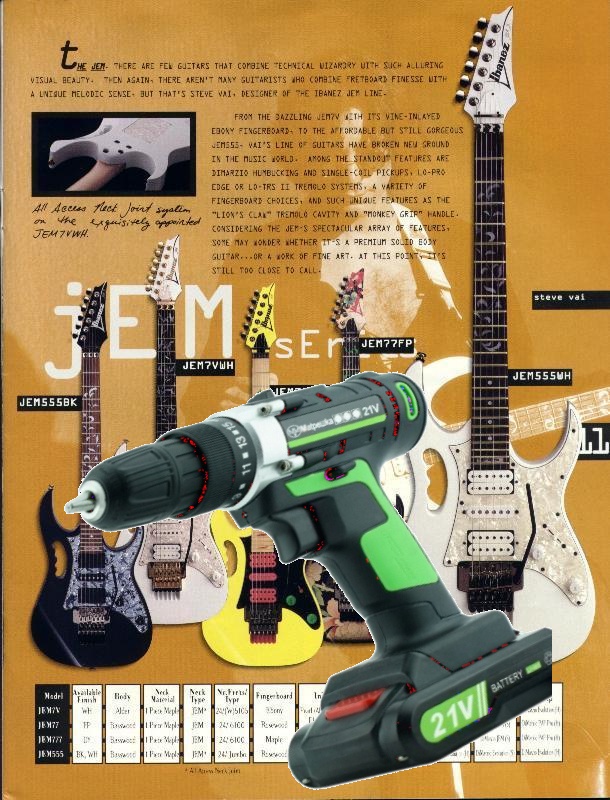 tHE JEM. THERE ARE FEW GUITARS THAT COMBINE TECHNICAL WIZARDRY WITH SUCH ALLURING
VISUAL BEAUTY. THEN AGAIN, THERE AREN'T MANY GUITARISTS WHO COMBINE FRETBOARD FINESSE WITH
A UNIQUE MELODIC SENSE, BUT THAT'S STEVE VAI, DESIGNER OF THE IBANEZ JEM LINE.
FROM THE DAZZLING JEM7V WITH ITS VINE-INLAYED
EBONY FINGERBOARD, TO THE AFFORDABLE BUT STILL GORGEOUS
JEM555, VAI'S LINE OF GUITARS HAVE BROKEN NEW GROUND
IN THE MUSIC WORLD. AMONG THE STANDOUT FEATURES ARE
DIMARZIO HUMBUCKING AND SINGLE-COIL PICKUPS, LO-PRO
EDGE OR LO-TRS II TREMOLO SYSTEMS, A VARIETY OF
FINGERBOARD CHOICES, AND SUCH UNIQUE FEATURES AS THE
"LION'S CLAW" TREMOLO CAVITY AND "MONKEY GRIP" HANDLE.
CONSIDERING THE JEM'S SPECTACULAR ARRAY OF FEATURES,
SOME MAY WONDER WHETHER IT'S A PREMIUM SOLID BODY
GUITAR...OR A WORK OF FINE ART. AT THIS POINT, IT'S
STILL TOO CLOSE TO CALL.
All Access Neck Joint system
on the exquisitely appointed
JEM7VWH.
Ibanez
steve vai
jEM
sEr
JEM77FP
JEM7VWH
JEM555WH
JEM555BK
21V
11 13 15
BATTERY
21V
Model Available Finish Body Neck Material Neck Type Nr.Frets/Type Fingerboard
JEM7V WH Alder 1 Piece Maple JEM* 24/(W)6105 Ebony
JEM77 FP Basswood 1 Piece Maple JEM* 24/ 6100 Rosewood
JEM777 DY Basswood 1 Piece Maple JEM* 24/ 6100 Maple
JEM555 BK, WH Basswood 1 Piece Maple JEM* 24/ Jumbo Rosewood
* All Access Neck Joint